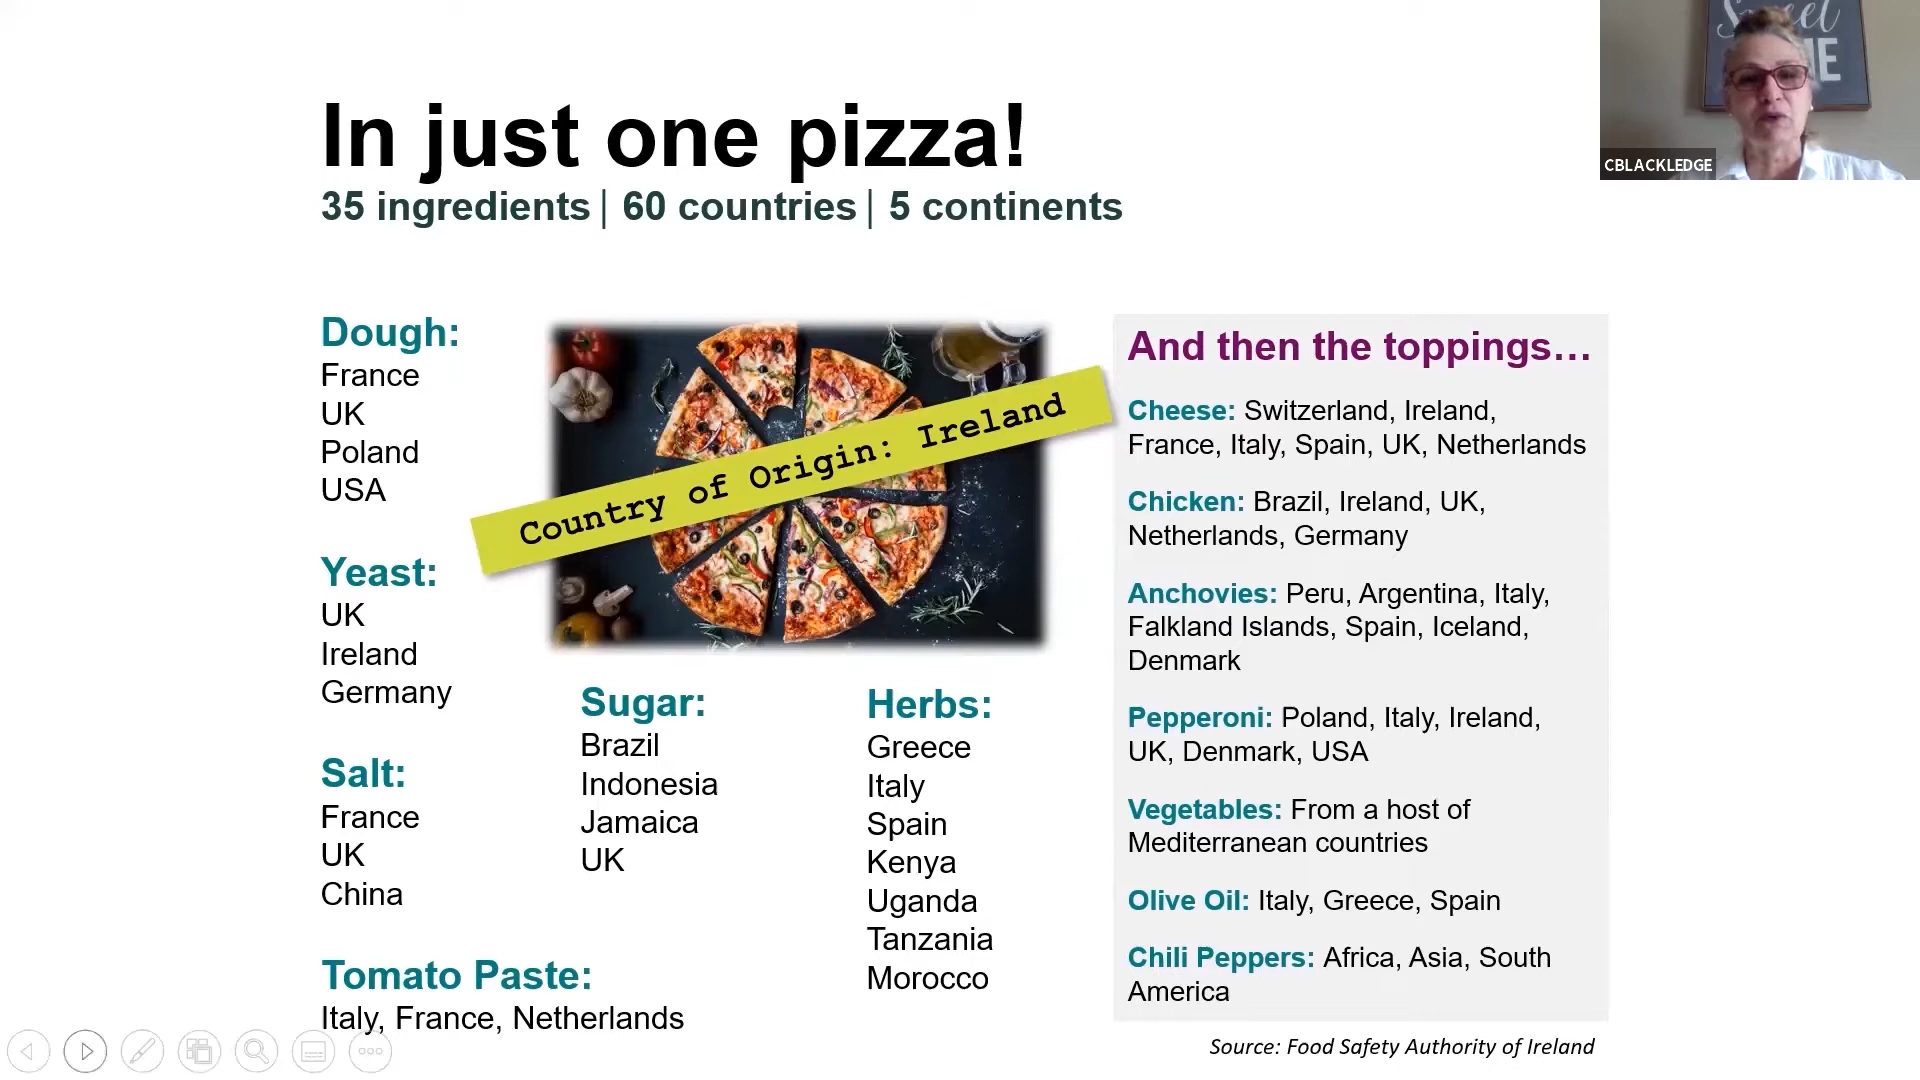 In just one pizza!
35 ingredients | 60 countries | 5 continents
Dough:
France
UK
Poland
USA
Yeast:
UK
Ireland
Germany
Salt:
France
UK
China
Tomato Paste:
Italy, France, Netherlands
Country of Origin: Ireland
Sugar:
Brazil
Indonesia
Jamaica
UK
Herbs:
Greece
Italy
Spain
Kenya
Uganda
Tanzania
Morocco
And then the toppings…
Cheese: Switzerland, Ireland,
France, Italy, Spain, UK, Netherlands
Chicken: Brazil, Ireland, UK,
Netherlands, Germany
Anchovies: Peru, Argentina, Italy,
Falkland Islands, Spain, Iceland,
Denmark
Pepperoni: Poland, Italy, Ireland,
UK, Denmark, USA
Vegetables: From a host of
Mediterranean countries
Olive Oil: Italy, Greece, Spain
Chili Peppers: Africa, Asia, South
America
Source: Food Safety Authority of Ireland
CBLACKLEDGE